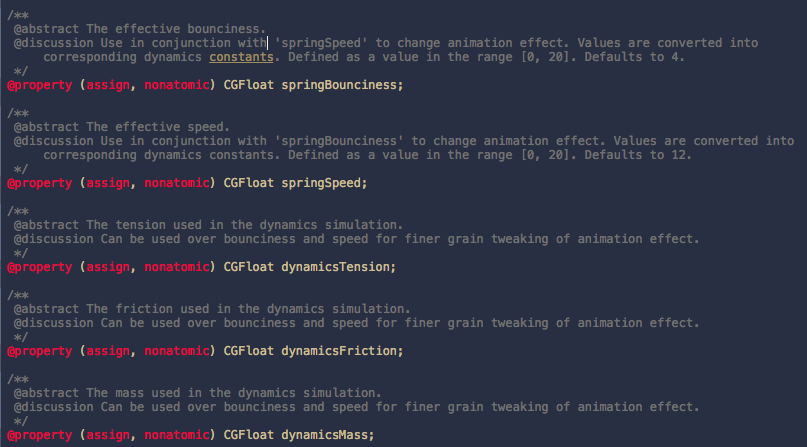 /**
@abstract The effective bounciness.
@discussion Use in conjunction with 'springSpeed' to change animation effect. Values are converted into
corresponding dynamics constants. Defined as a value in the range [0, 20]. Defaults to 4.
*/
@property (assign, nonatomic) CGFloat springBounciness;
/**
@abstract The effective speed.
@discussion Use in conjunction with 'springBounciness' to change animation effect. Values are converted into
corresponding dynamics constants. Defined as a value in the range [0, 20]. Defaults to 12.
*/
@property (assign, nonatomic) CGFloat springSpeed;
/**
@abstract The tension used in the dynamics simulation.
@discussion Can be used over bounciness and speed for finer grain tweaking of animation effect.
*/
@property (assign, nonatomic) CGFloat dynamicsTension;
/**
@abstract The friction used in the dynamics simulation.
@discussion Can be used over bounciness and speed for finer grain tweaking of animation effect.
*/
@property (assign, nonatomic) CGFloat dynamicsFriction;
/**
@abstract The mass used in the dynamics simulation.
@discussion Can be used over bounciness and speed for finer grain tweaking of animation effect.
*/
@property (assign, nonatomic) CGFloat dynamicsMass;